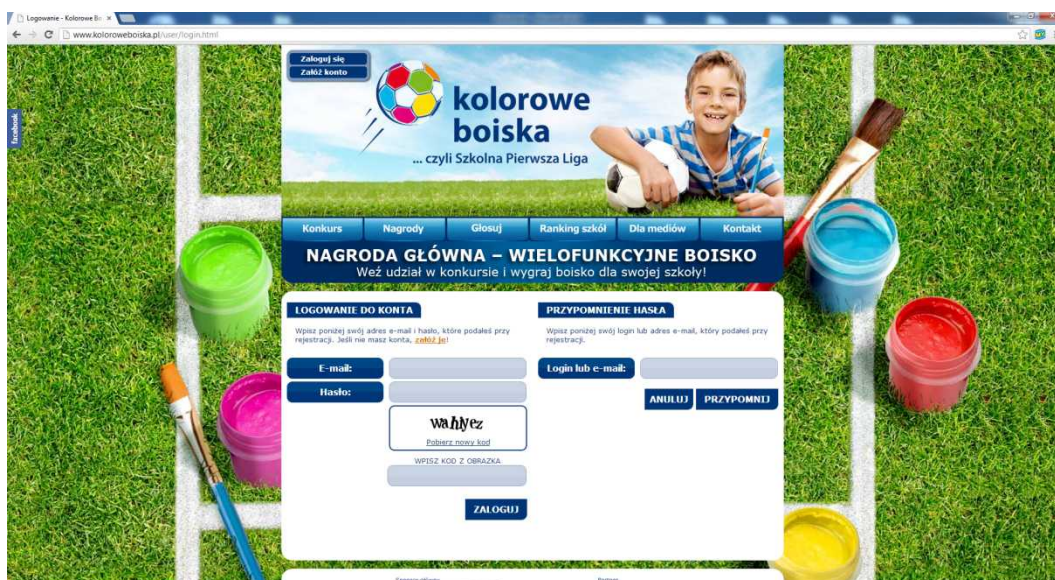 Logowanie - Kolorowe Bo
www.koloroweboiska.pl/user/login.html
facebook
Zaloguj się
Załóż konto
kolorowe
boiska
... czyli Szkolna Pierwsza Liga
Konkurs Nagrody Głosuj Ranking szkół Dla mediów Kontakt
NAGRODA GŁÓWNA – WIELOFUNKCYJNE BOISKO
Weź udział w konkursie i wygraj boisko dla swojej szkoły!
LOGOWANIE DO KONTA
Wpisz poniżej swój adres e-mail i hasło, które podałeś przy
rejestracji. Jeśli nie masz konta, załóż je!
E-mail:
Hasło:
wahlyez
Pobierz nowy kod
WPISZ KOD Z OBRAZKA
ZALOGUJ
PRZYPOMNIENIE HASŁA
Wpisz poniżej swój login lub adres e-mail, który podałeś przy
rejestracji.
Login lub e-mail:
ANULUJ PRZYPOMNIJ